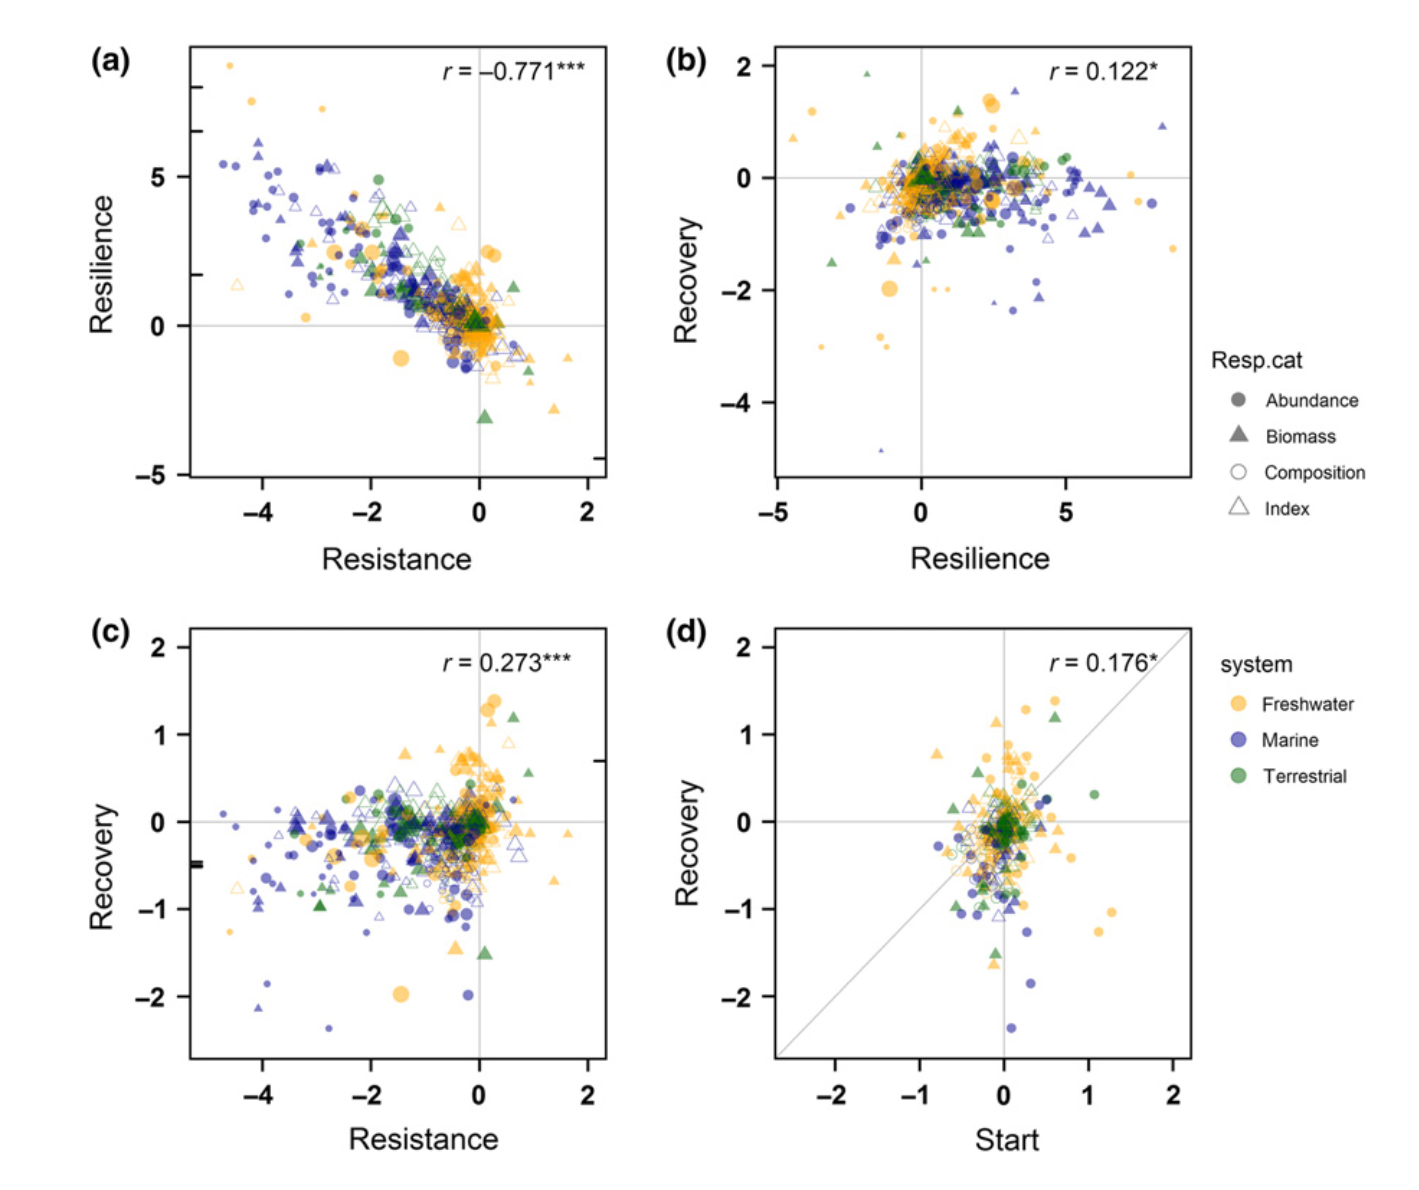 (a)
r = –0.771***
Resilience
5
0
–5
–4 –2 0 2
Resistance
(b)
r = 0.122*
Recovery
2
0
–2
–4
–5 0 5
Resilience
Resp.cat
Abundance
Biomass
Composition
Index
(c)
r = 0.273***
Recovery
2
1
0
–1
–2
–4 –2 0 2
Resistance
(d)
r = 0.176*
Recovery
2
1
0
–1
–2
–2 –1 0 1 2
Start
system
Freshwater
Marine
Terrestrial